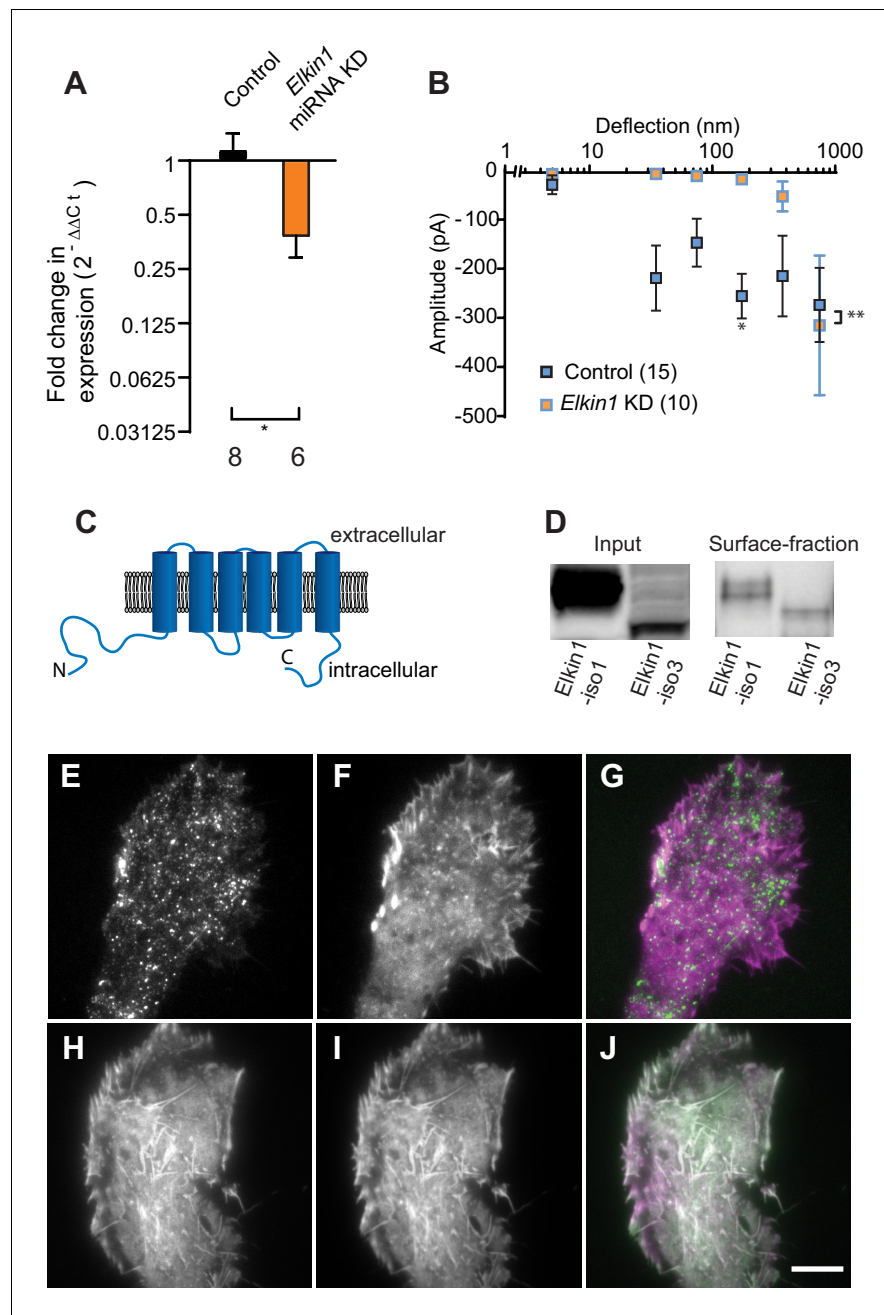 A
Control
Elkin1
miRNA KD
Fold change in
expression (2^-ΔΔCt)
1
0.5
0.25
0.125
0.0625
0.03125
*
8 6
B
Deflection (nm)
1 10 100 1000
Amplitude (pA)
0
-100
-200
-300
-400
-500
*
**
Control (15)
Elkin1 KD (10)
C
extracellular
N
C
intracellular
D
Input
Surface-fraction
Elkin1
-iso1
Elkin1
-iso3
Elkin1
-iso1
Elkin1
-iso3
E
F
G
H
I
J